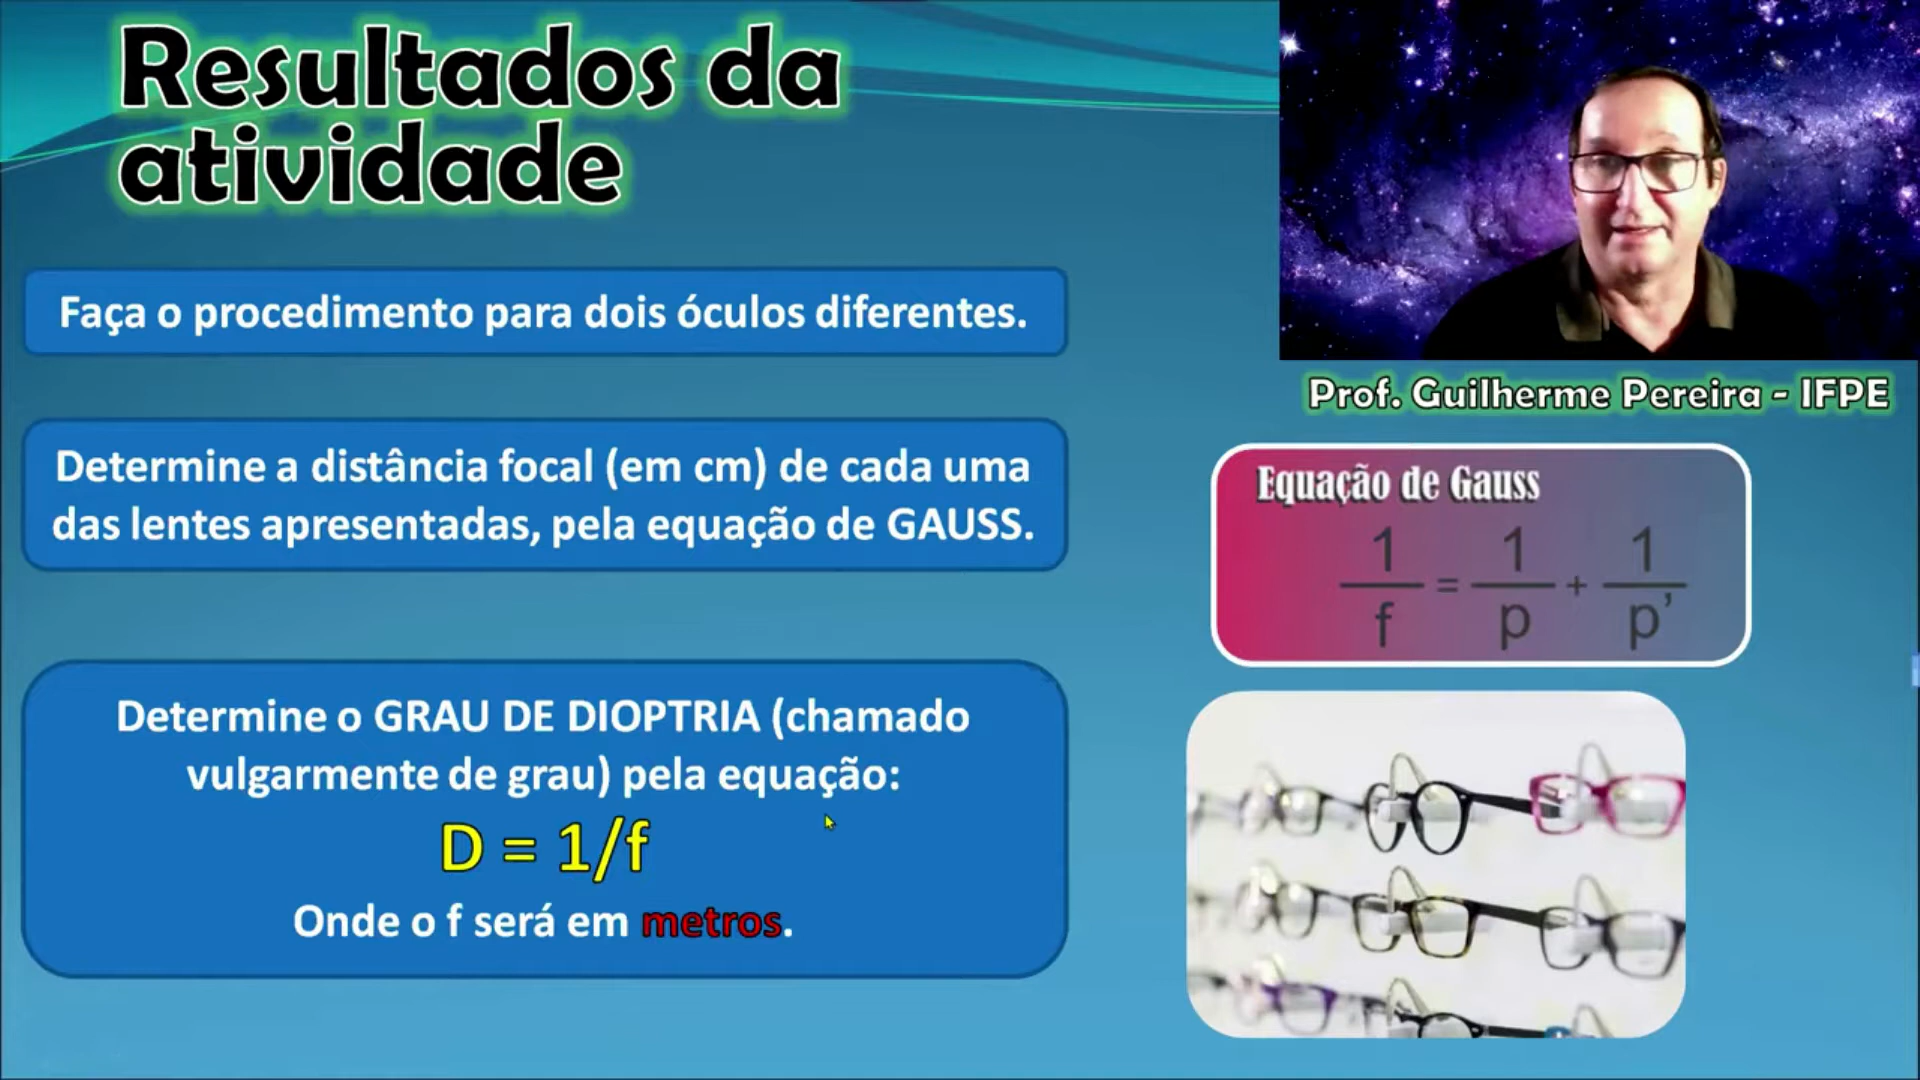 Resultados da
atividade
Faça o procedimento para dois óculos diferentes.
Determine a distância focal (em cm) de cada uma
das lentes apresentadas, pela equação de GAUSS.
Determine o GRAU DE DIOPTRIA (chamado
vulgarmente de grau) pela equação:
D = 1/f
Onde o f será em metros.
Prof. Guilherme Pereira - IFPE
Equação de Gauss
1/f = 1/p + 1/p’